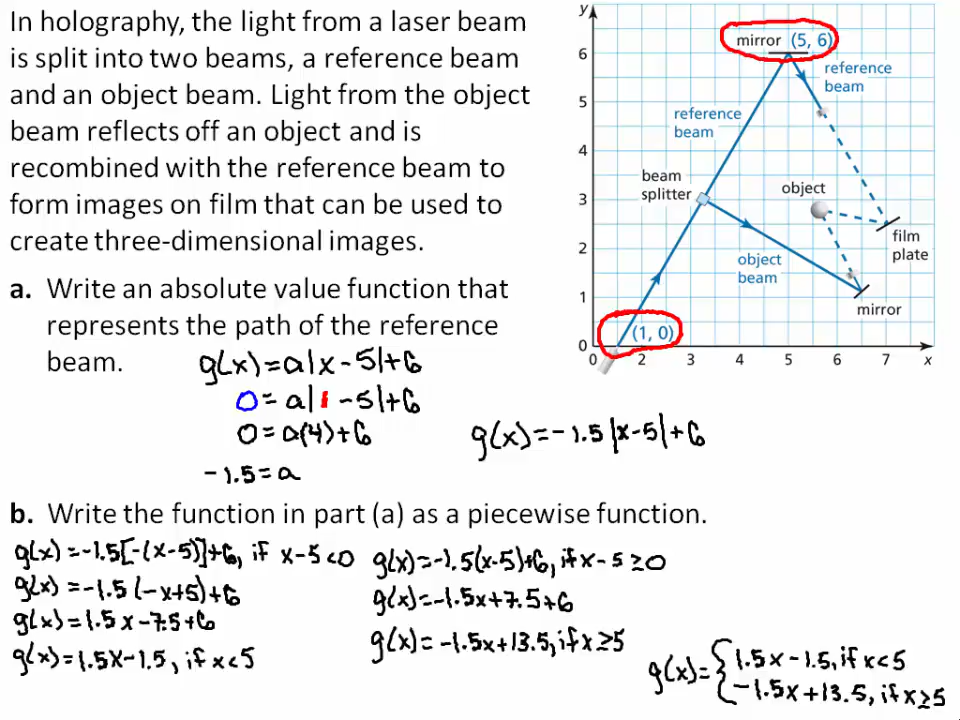 In holography, the light from a laser beam
is split into two beams, a reference beam
and an object beam. Light from the object
beam reflects off an object and is
recombined with the reference beam to
form images on film that can be used to
create three-dimensional images.
y
6
5
4
3
2
1
0
0
2
3
4
5
6
7
x
mirror (5, 6)
reference
beam
reference
beam
beam
splitter
object
object
beam
film
plate
mirror
(1, 0)
a. Write an absolute value function that
represents the path of the reference
beam.
g(x)=a|x-5|+6
0=a|1-5|+6
0=a(4)+6
-1.5=a
g(x)=-1.5|x-5|+6
b. Write the function in part (a) as a piecewise function.
g(x)=-1.5[-(x-5)]+6, if x-5<0
g(x)=-1.5(-x+5)+6
g(x)=1.5x-7.5+6
g(x)=1.5x-1.5, if x<5
g(x)=-1.5(x-5)+6, if x-5≥0
g(x)=-1.5x+7.5+6
g(x)=-1.5x+13.5, if x≥5
g(x)={1.5x-1.5, if x<5
-1.5x+13.5, if x≥5